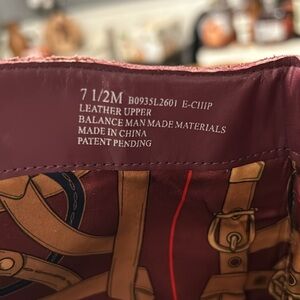 7 1/2M B0935L2601 E-CHIP
LEATHER UPPER
BALANCE MAN MADE MATERIALS
MADE IN CHINA
PATENT PENDING